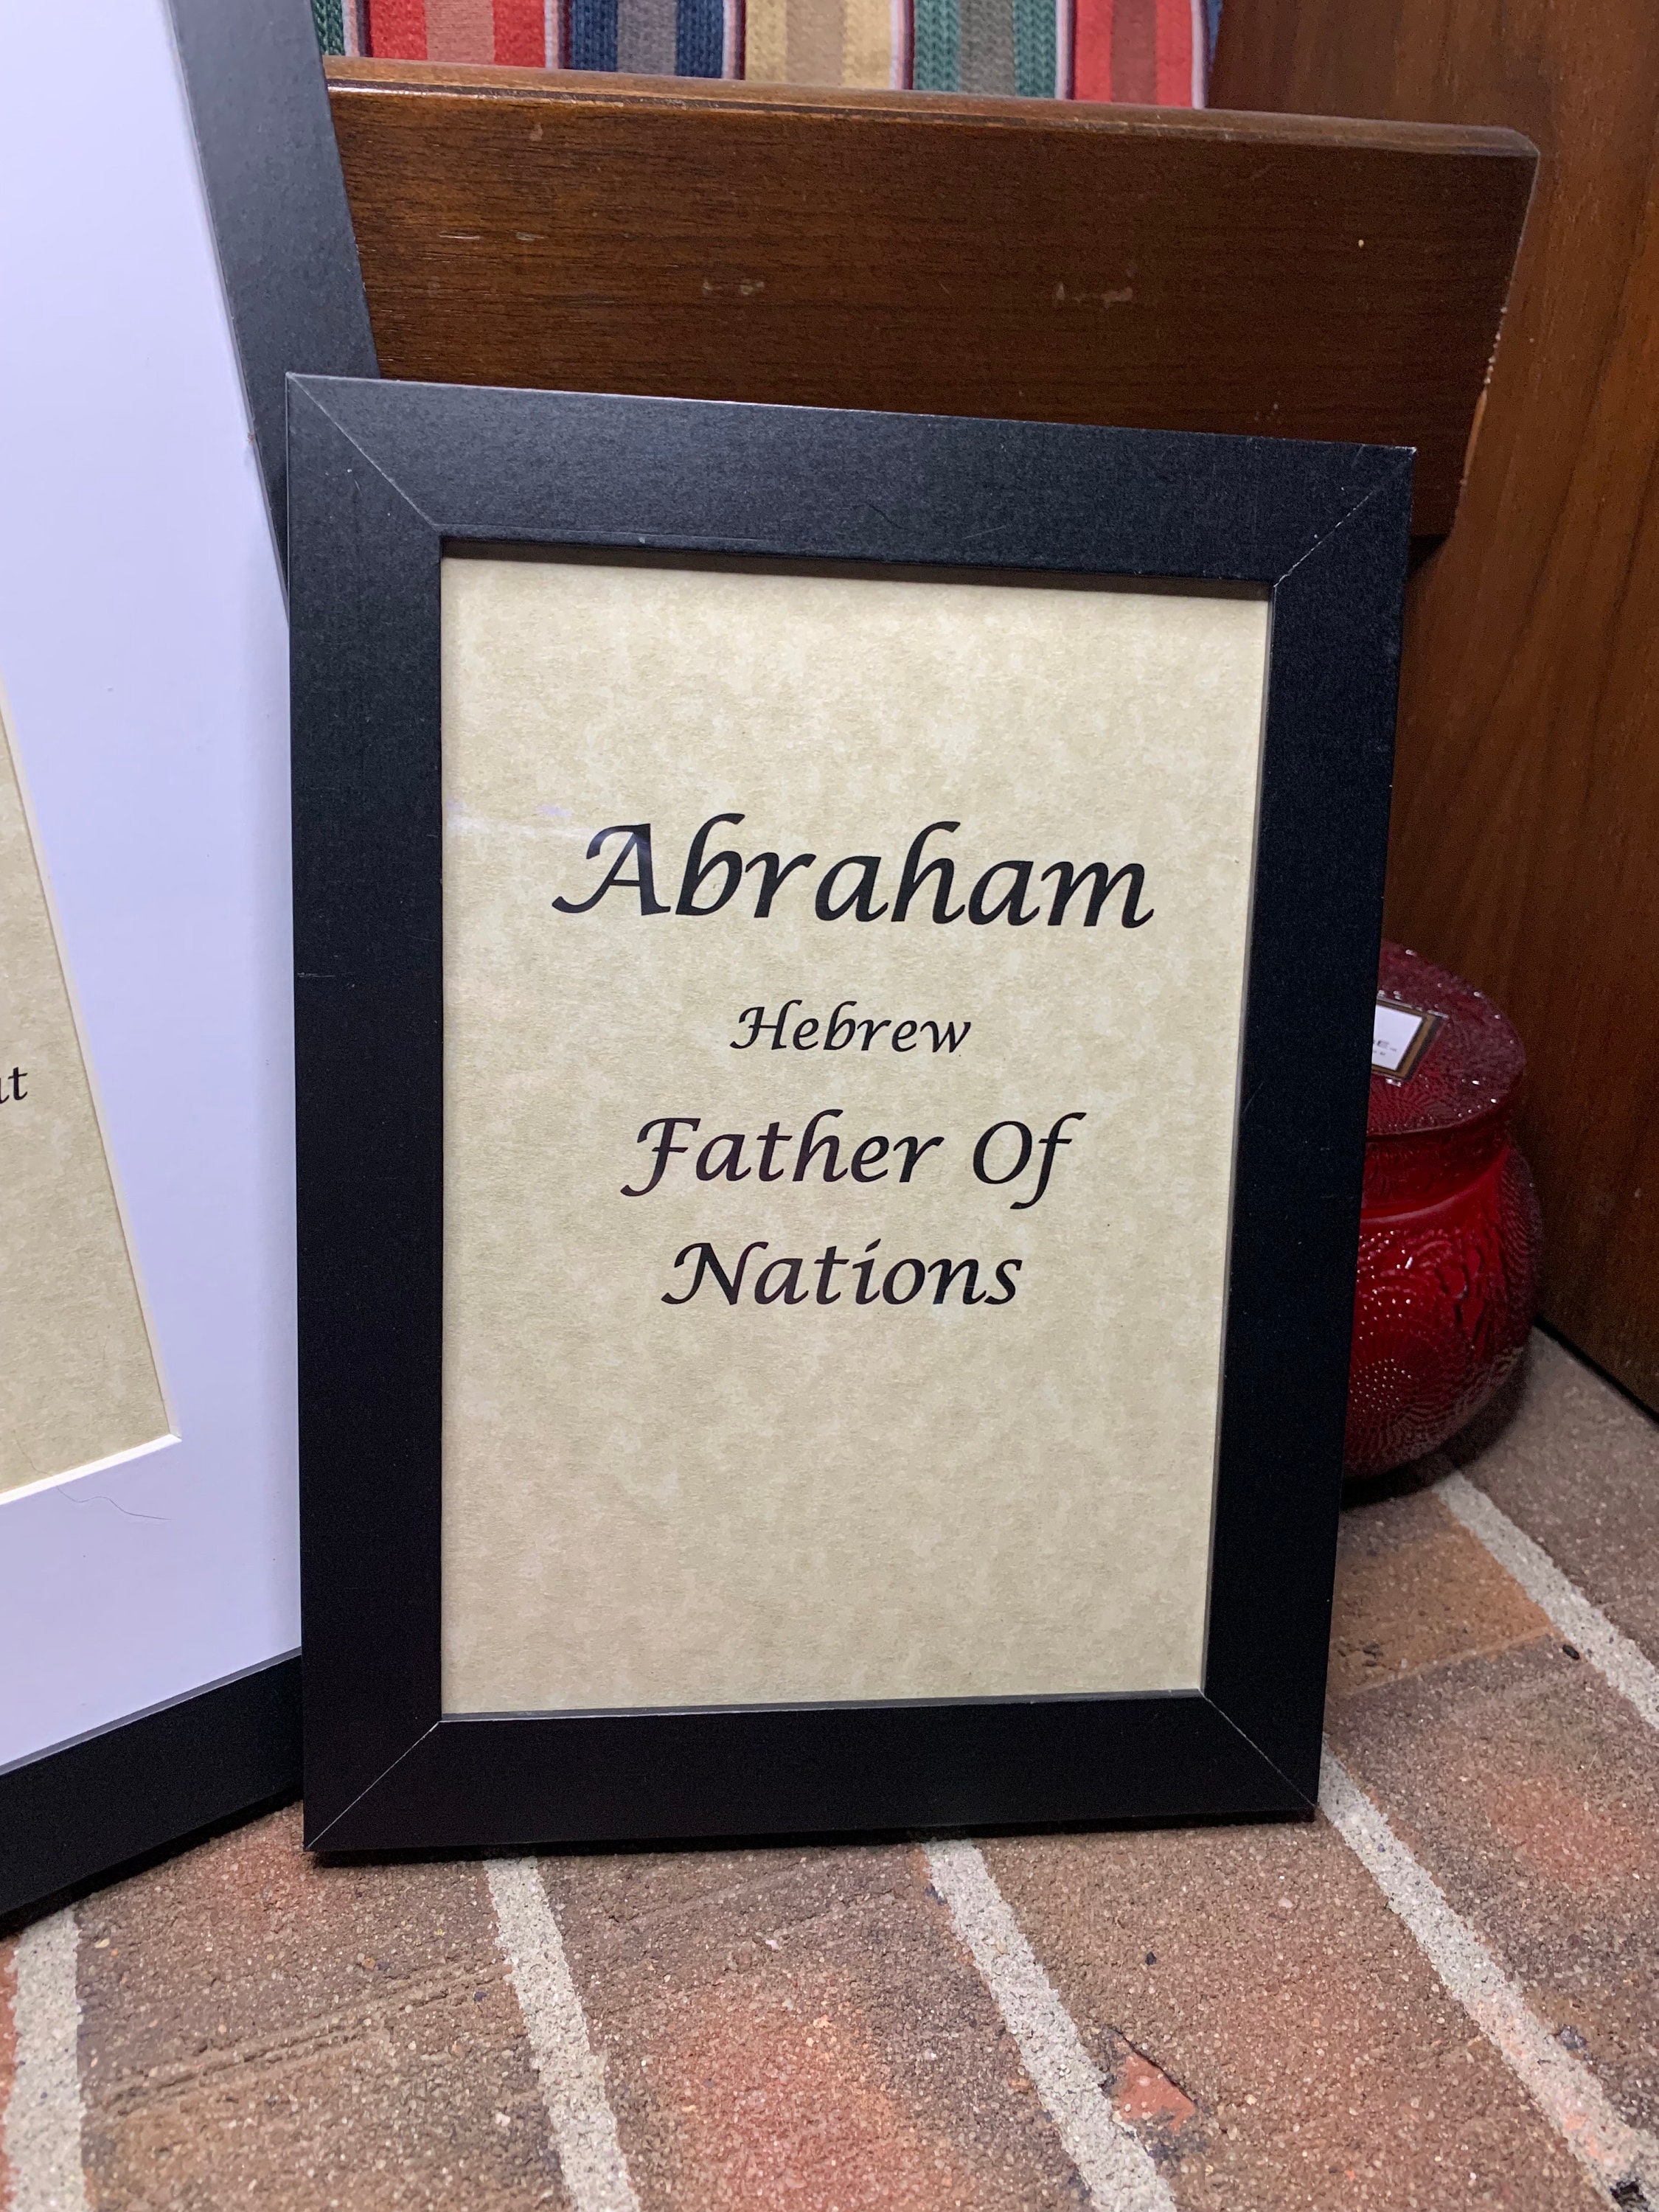 Abraham
Hebrew
Father Of
Nations